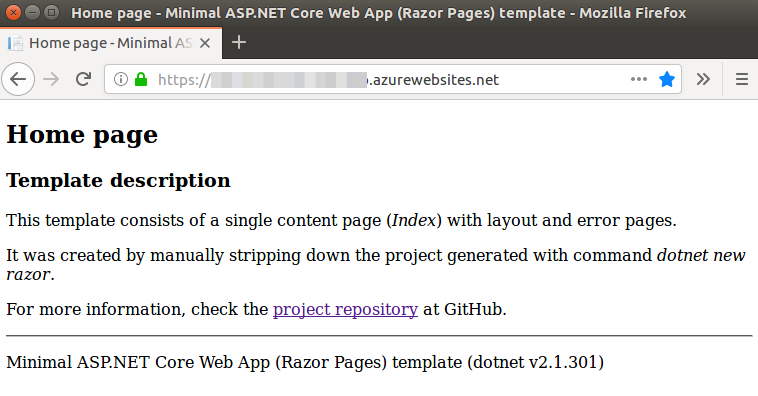 Home page - Minimal ASP.NET Core Web App (Razor Pages) template - Mozilla Firefox
Home page - Minimal AS
https://
.azurewebsites.net
Home page
Template description
This template consists of a single content page (Index) with layout and error pages.
It was created by manually stripping down the project generated with command dotnet new
razor.
For more information, check the project repository at GitHub.
Minimal ASP.NET Core Web App (Razor Pages) template (dotnet v2.1.301)